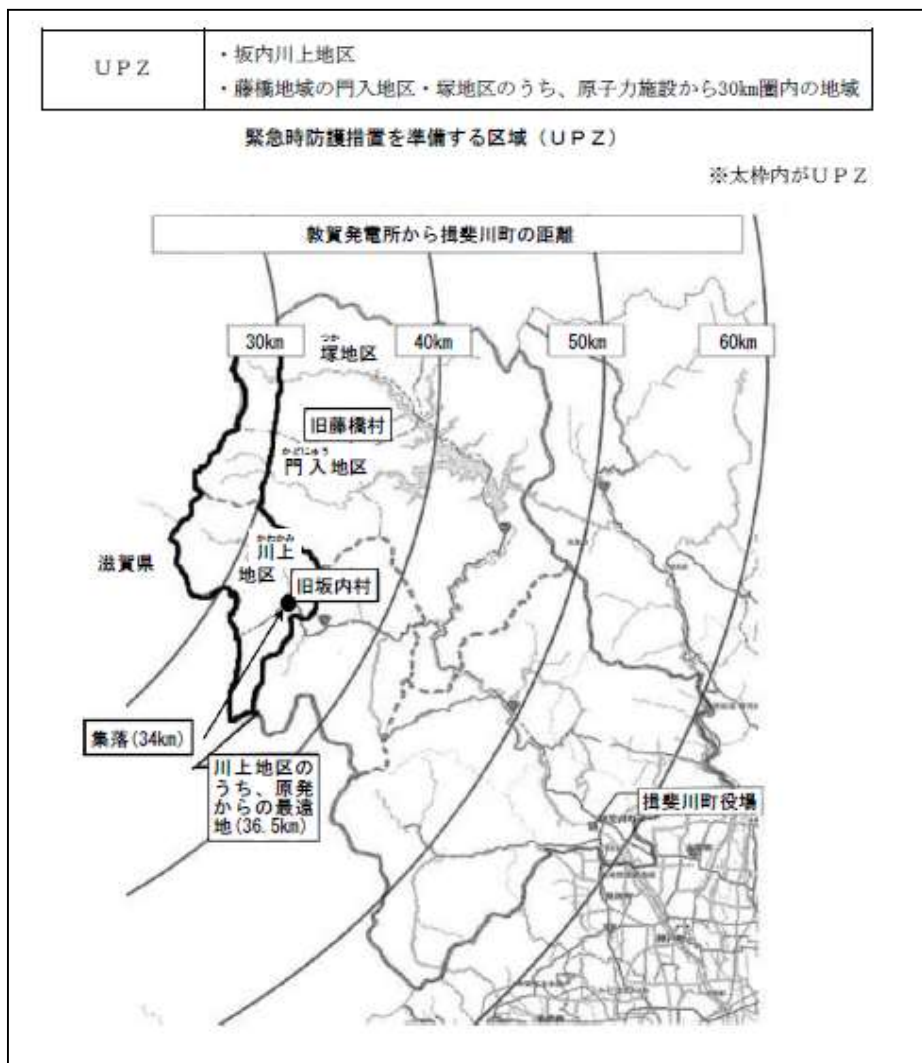 UPZ
・坂内川上地区
・藤橋地域の門入地区・塚地区のうち、原子力施設から30km圏内の地域
緊急時防護措置を準備する区域（UPZ）
※太枠内がUPZ
敦賀発電所から揖斐川町の距離
30km
つか
塚地区
40km
50km
60km
旧藤橋村
かどにゅう
門入地区
滋賀県
かわかみ
川上
地区
旧坂内村
集落(34km)
川上地区の
うち、原発
からの最遠
地(36.5km)
揖斐川町役場